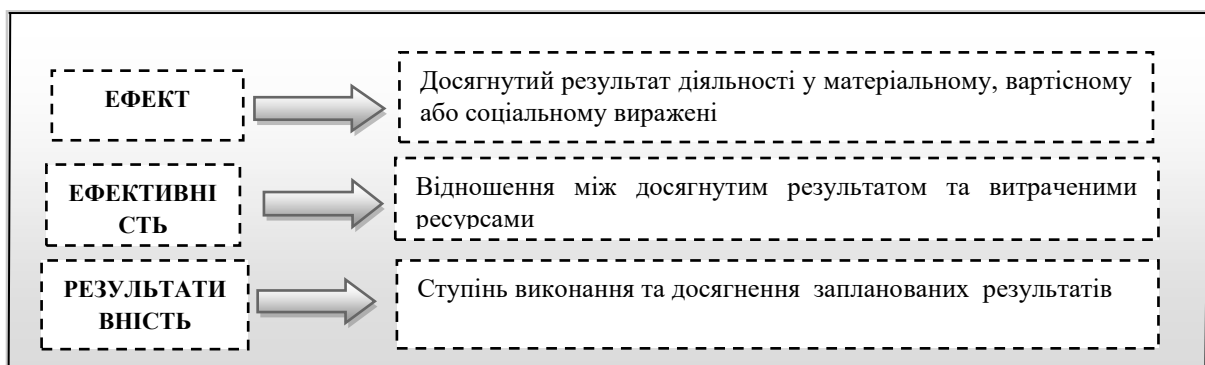 ЕФЕКТ
Досягнутий результат діяльності у матеріальному, вартісному
або соціальному виражені
ЕФЕКТИВНІ
СТЬ
Відношення між досягнутим результатом та витраченими
ресурсами
РЕЗУЛЬТАТИ
ВНІСТЬ
Ступінь виконання та досягнення запланованих результатів